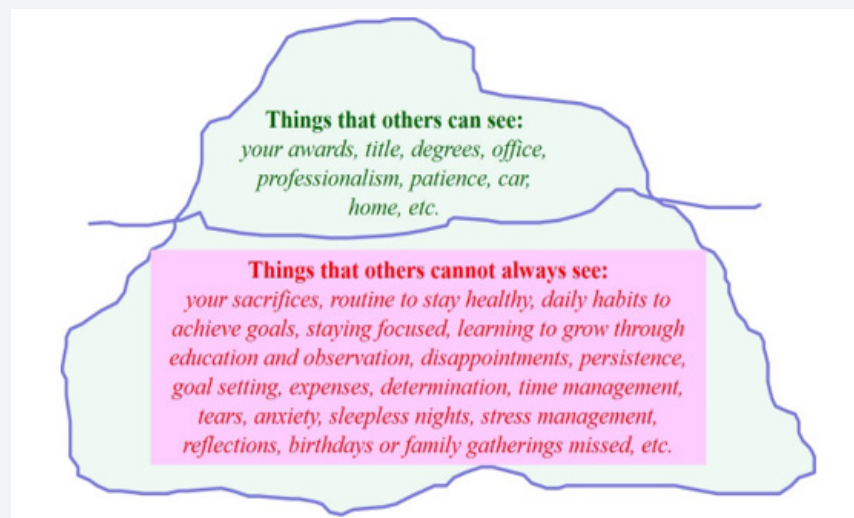 Things that others can see:
your awards, title, degrees, office,
professionalism, patience, car,
home, etc.
Things that others cannot always see:
your sacrifices, routine to stay healthy, daily habits to
achieve goals, staying focused, learning to grow through
education and observation, disappointments, persistence,
goal setting, expenses, determination, time management,
tears, anxiety, sleepless nights, stress management,
reflections, birthdays or family gatherings missed, etc.